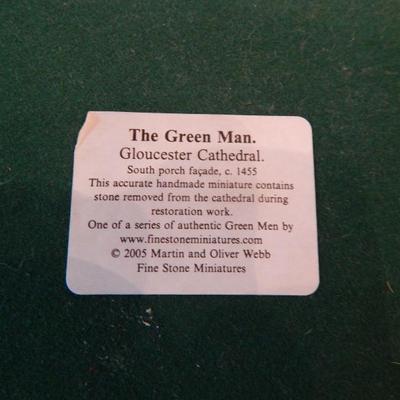 The Green Man.
Gloucester Cathedral.
South porch façade, c. 1455
This accurate handmade miniature contains
stone removed from the cathedral during
restoration work.
One of a series of authentic Green Men by
www.finestoneminiatures.com
© 2005 Martin and Oliver Webb
Fine Stone Miniatures